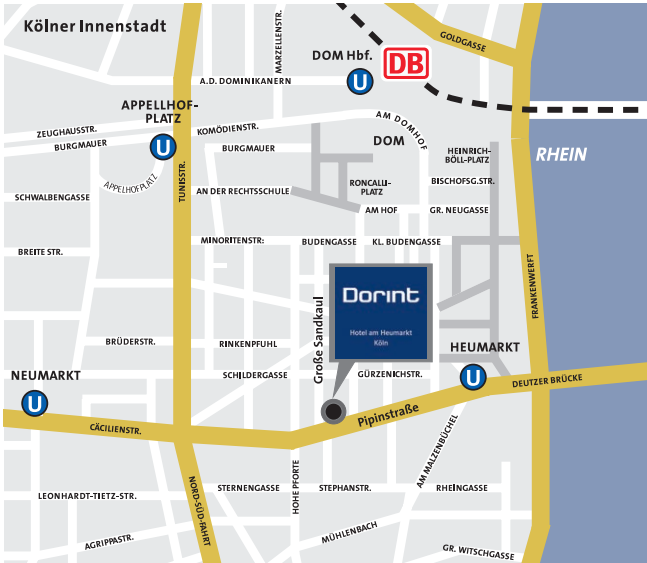 Kölner Innenstadt
MARZELLENSTR.
GOLDGASSE
DOM Hbf.
DB
U
A.D. DOMINIKANERN
APPELLHOF-
PLATZ
AM DOMHOF
ZEUGHAUSSTR.
KOMÖDIENSTR.
BURGMAUER
U
BURGMAUER
DOM
HEINRICH-
BÖLL-PLATZ
RHEIN
APPELHOFPLATZ
TUNISSTR.
AN DER RECHTSSCHULE
RONCALLI-
PLATZ
BISCHOFSG.STR.
SCHWALBENGASSE
AM HOF
GR. NEUGASSE
BREITE STR.
MINORITENSTR:
BUDENGASSE
KL. BUDENGASSE
FRANKENWERFT
Große Sandkaul
Dorint
Hotel am Heumarkt
Köln
BRÜDERSTR.
RINKENPFUHL
HEUMARKT
NEUMARKT
SCHILDERGASSE
GÜRZENICHSTR.
U
DEUTZER BRÜCKE
U
CÄCILIENSTR.
Pipinstraße
AM MALZENBÜCHEL
NORD-SÜD-FAHRT
HOHE PFORTE
LEONHARDT-TIETZ-STR.
STERNENGASSE
STEPHANSTR.
RHEINGASSE
AGRIPPASTR.
MÜHLENBACH
GR. WITSCHGASSE